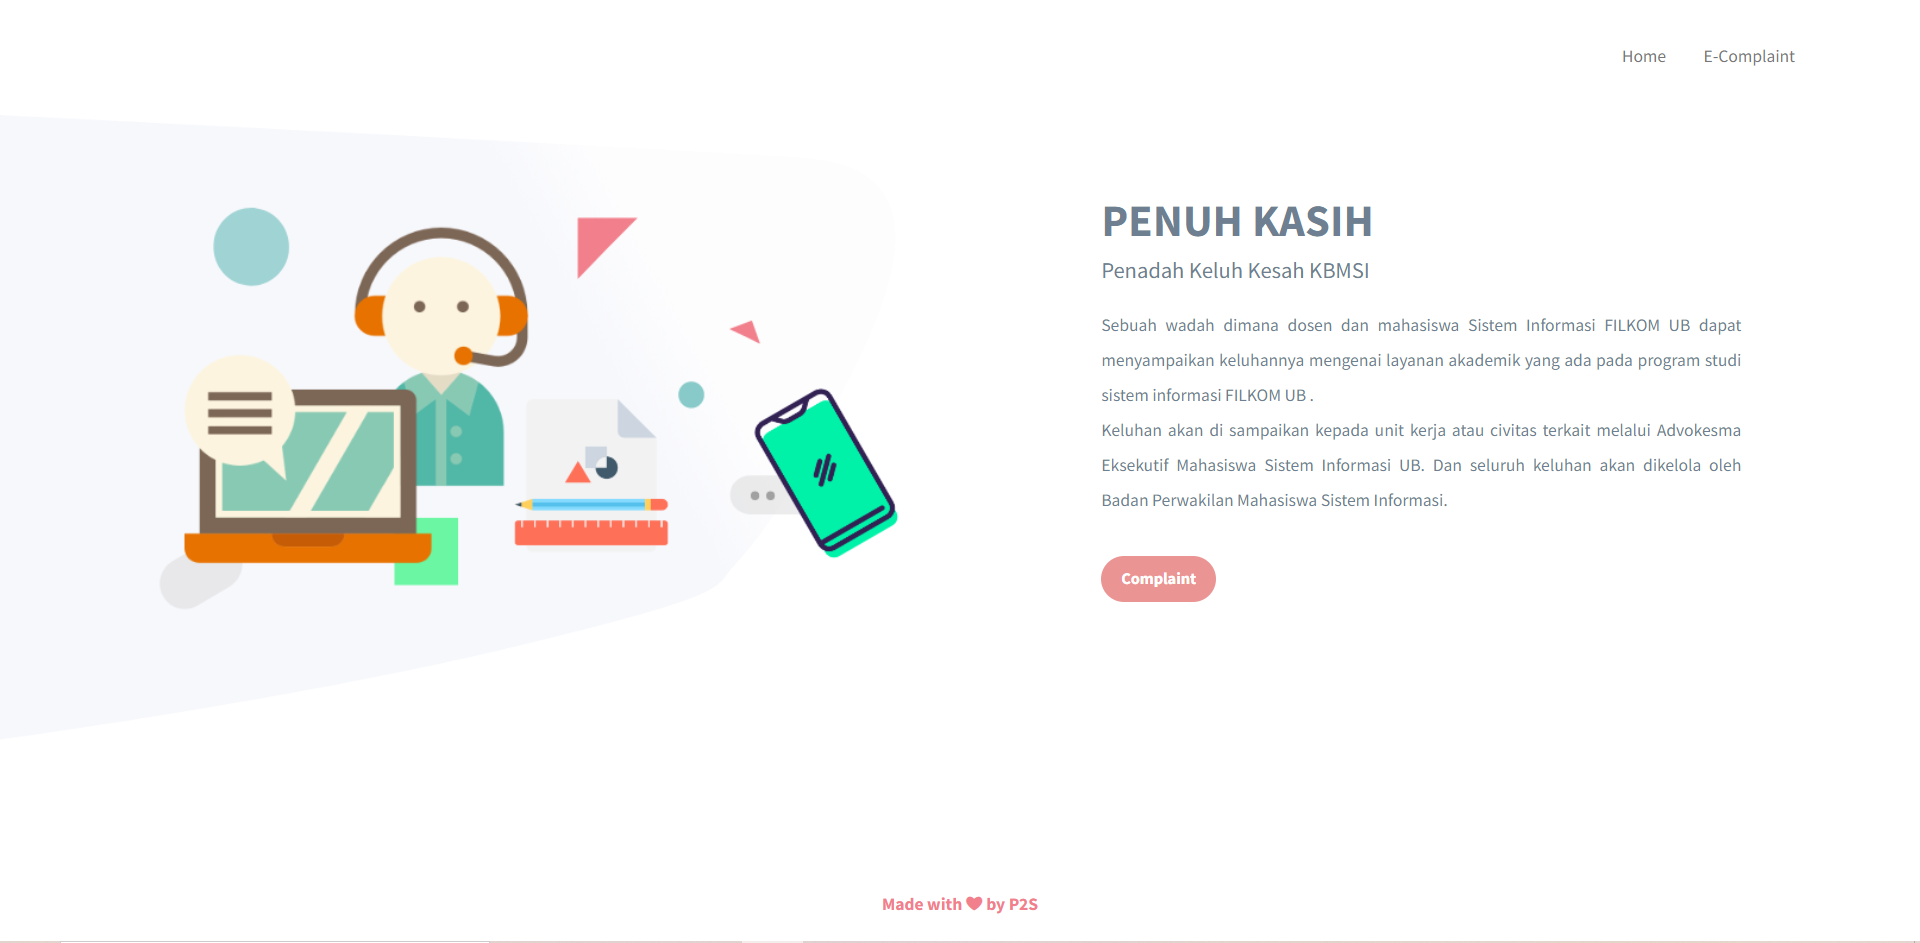 Home
E-Complaint
PENUH KASIH
Penadah Keluh Kesah KBMSI
Sebuah wadah dimana dosen dan mahasiswa Sistem Informasi FILKOM UB dapat
menyampaikan keluhannya mengenai layanan akademik yang ada pada program studi
sistem informasi FILKOM UB .
Keluhan akan di sampaikan kepada unit kerja atau civitas terkait melalui Advokesma
Eksekutif Mahasiswa Sistem Informasi UB. Dan seluruh keluhan akan dikelola oleh
Badan Perwakilan Mahasiswa Sistem Informasi.
Complaint
Made with ❤ by P2S